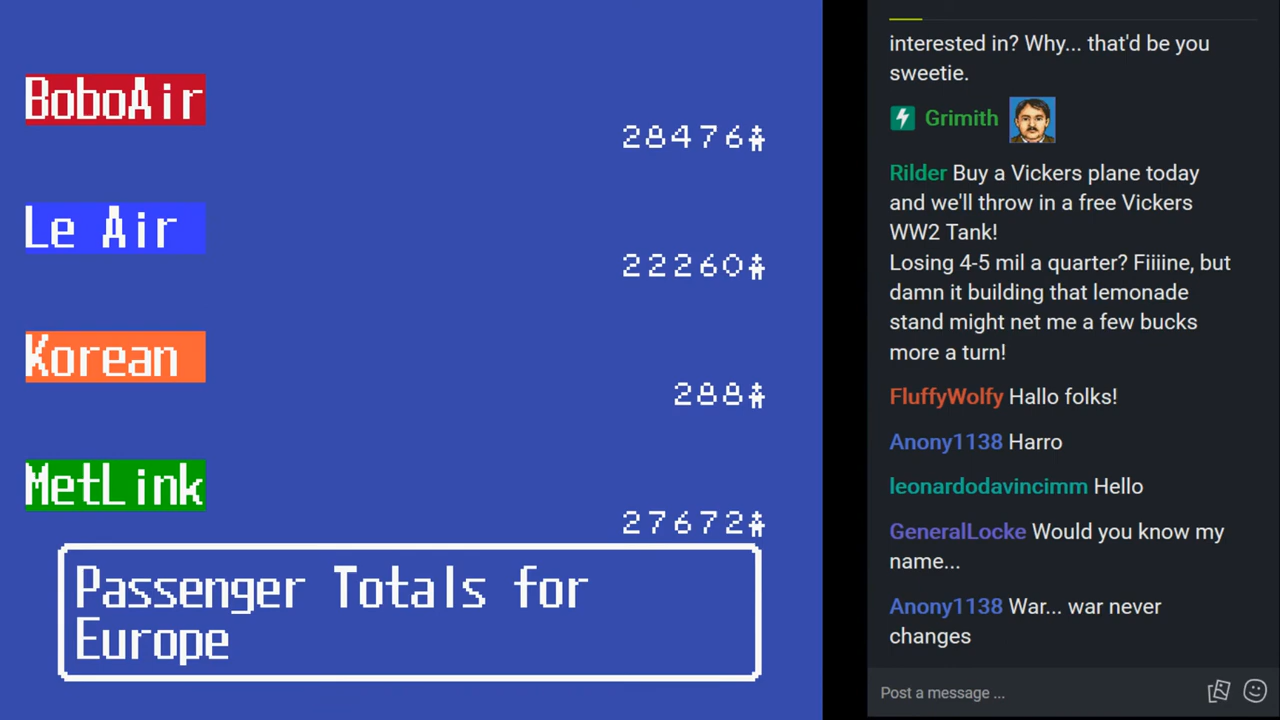 BoboAir
28476
Le Air
22260
Korean
288
MetLink
27672
Passenger Totals for
Europe
interested in? Why... that'd be you
sweetie.
Grimith
Rilder Buy a Vickers plane today
and we'll throw in a free Vickers
WW2 Tank!
Losing 4-5 mil a quarter? Fiiiine, but
damn it building that lemonade
stand might net me a few bucks
more a turn!
FluffyWolfy Hallo folks!
Anony1138 Harro
leonardodavincimm Hello
GeneralLocke Would you know my
name...
Anony1138 War... war never
changes
Post a message ...